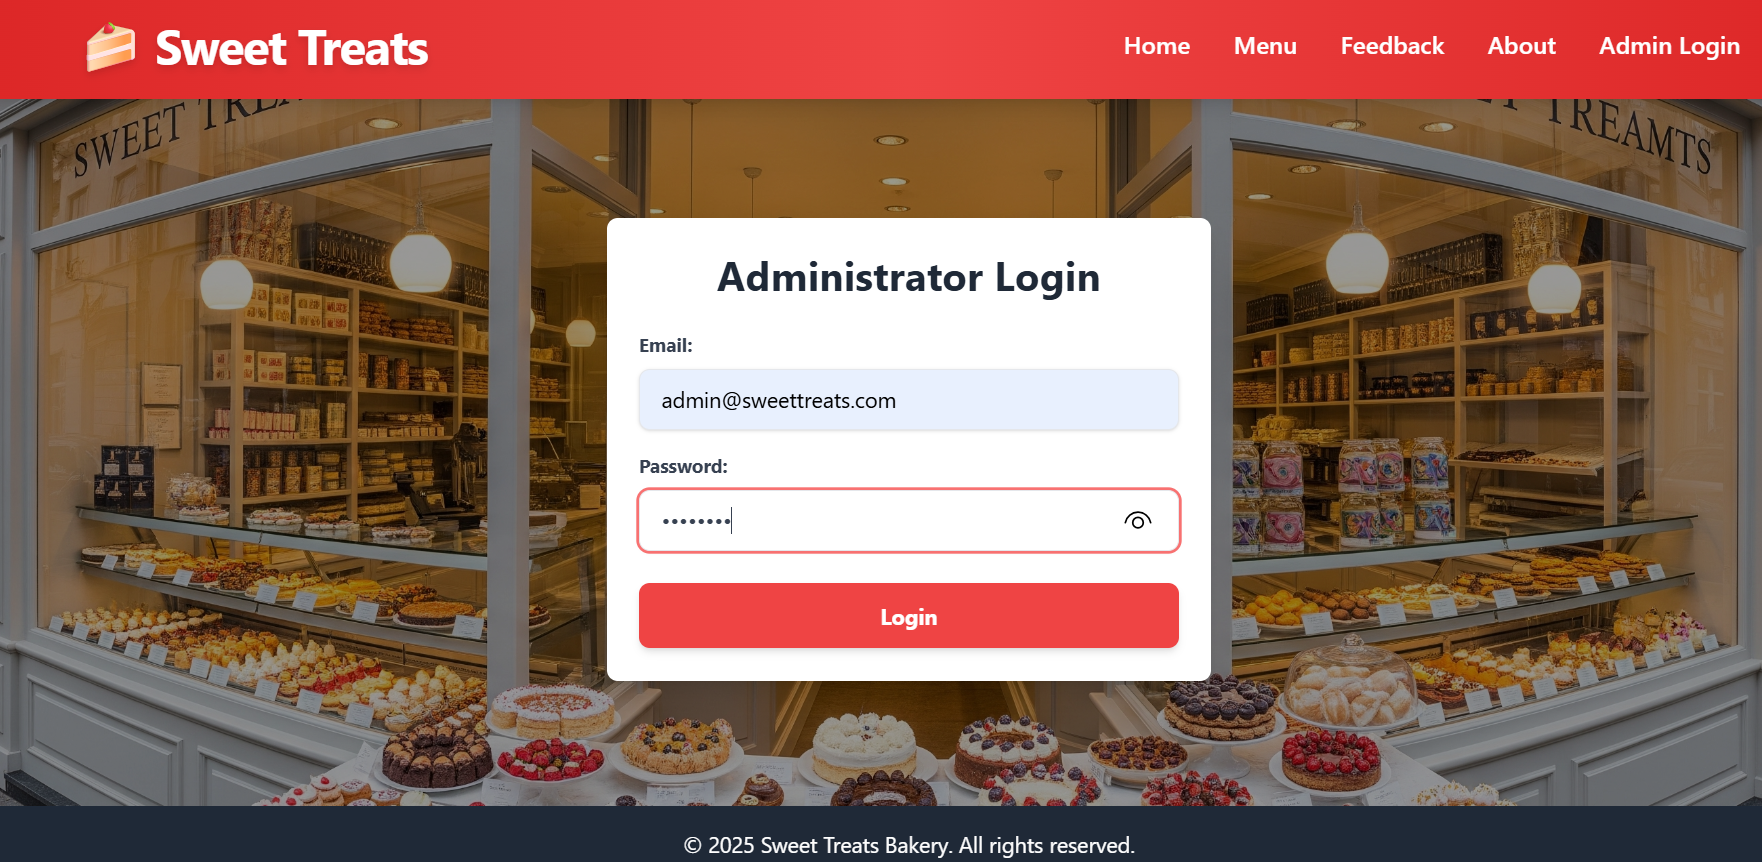 Sweet Treats
Home Menu Feedback About Admin Login
SWEET
TREAMTS
Administrator Login
Email:
admin@sweettreats.com
Password:
••••••••
Login
© 2025 Sweet Treats Bakery. All rights reserved.